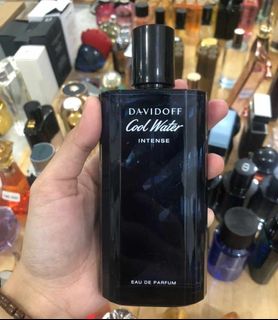 DAVIDOFF
Cool Water
INTENSE
EAU DE PARFUM